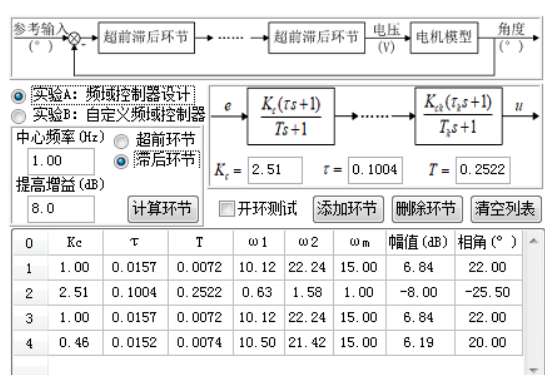 参考输入 超前滞后环节 超前滞后环节 电压 电机模型 角度
(°) - (V) (°)
实验A: 频域控制器设计
实验B: 自定义频域控制器
中心频率(Hz) 超前环节
1.00 滞后环节
提高增益(dB)
8.0 计算环节
e Kc(τs+1) Ts+1 Kck(τks+1) Tks+1 u
Kc = 2.51 τ = 0.1004 T = 0.2522
开环测试 添加环节 删除环节 清空列表
0 Kc τ T ω1 ω2 ωm 幅值(dB) 相角(°)
1 1.00 0.0157 0.0072 10.12 22.24 15.00 6.84 22.00
2 2.51 0.1004 0.2522 0.63 1.58 1.00 -8.00 -25.50
3 1.00 0.0157 0.0072 10.12 22.24 15.00 6.84 22.00
4 0.46 0.0152 0.0074 10.50 21.42 15.00 6.19 20.00